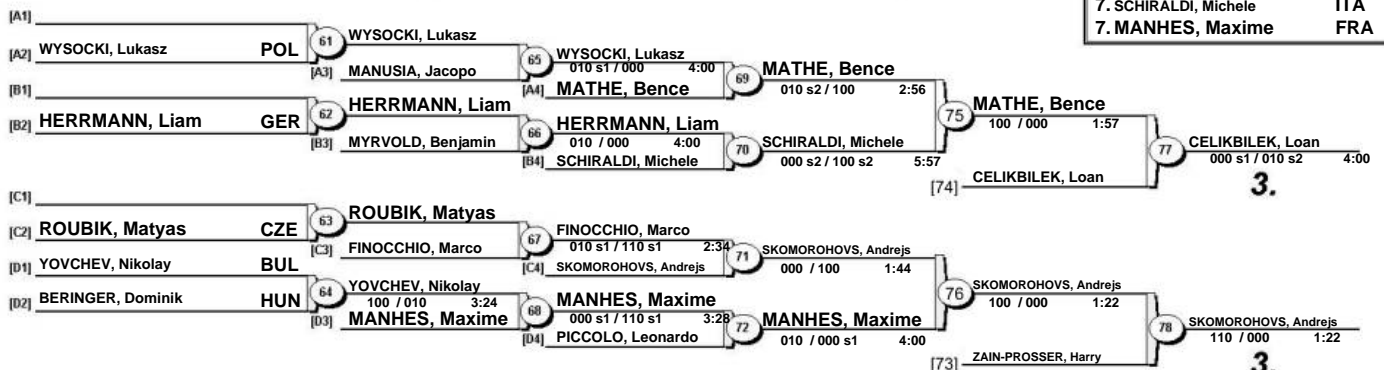 7. SCHIRALDI, Michele ITA
7. MANHES, Maxime FRA
[A1]
[A2] WYSOCKI, Lukasz POL
61 WYSOCKI, Lukasz
[A3] MANUSIA, Jacopo
65 WYSOCKI, Lukasz
010 s1 / 000 4:00
[A4] MATHE, Bence
69 MATHE, Bence
010 s2 / 100 2:56
[B1]
[B2] HERRMANN, Liam GER
62 HERRMANN, Liam
[B3] MYRVOLD, Benjamin
66 HERRMANN, Liam
010 / 000 4:00
[B4] SCHIRALDI, Michele
70 SCHIRALDI, Michele
000 s2 / 100 s2 5:57
75 MATHE, Bence
100 / 000 1:57
[74] CELIKBILEK, Loan
77 CELIKBILEK, Loan
000 s1 / 010 s2 4:00
3.
[C1]
[C2] ROUBIK, Matyas CZE
63 ROUBIK, Matyas
[C3] FINOCCHIO, Marco
67 FINOCCHIO, Marco
010 s1 / 110 s1 2:34
[C4] SKOMOROHOVS, Andrejs
71 SKOMOROHOVS, Andrejs
000 / 100 1:44
[D1] YOVCHEV, Nikolay BUL
[D2] BERINGER, Dominik HUN
64 YOVCHEV, Nikolay
100 / 010 3:24
[D3] MANHES, Maxime
68 MANHES, Maxime
000 s1 / 110 s1 3:28
[D4] PICCOLO, Leonardo
72 MANHES, Maxime
010 / 000 s1 4:00
76 SKOMOROHOVS, Andrejs
100 / 000 1:22
[73] ZAIN-PROSSER, Harry
78 SKOMOROHOVS, Andrejs
110 / 000 1:22
3.